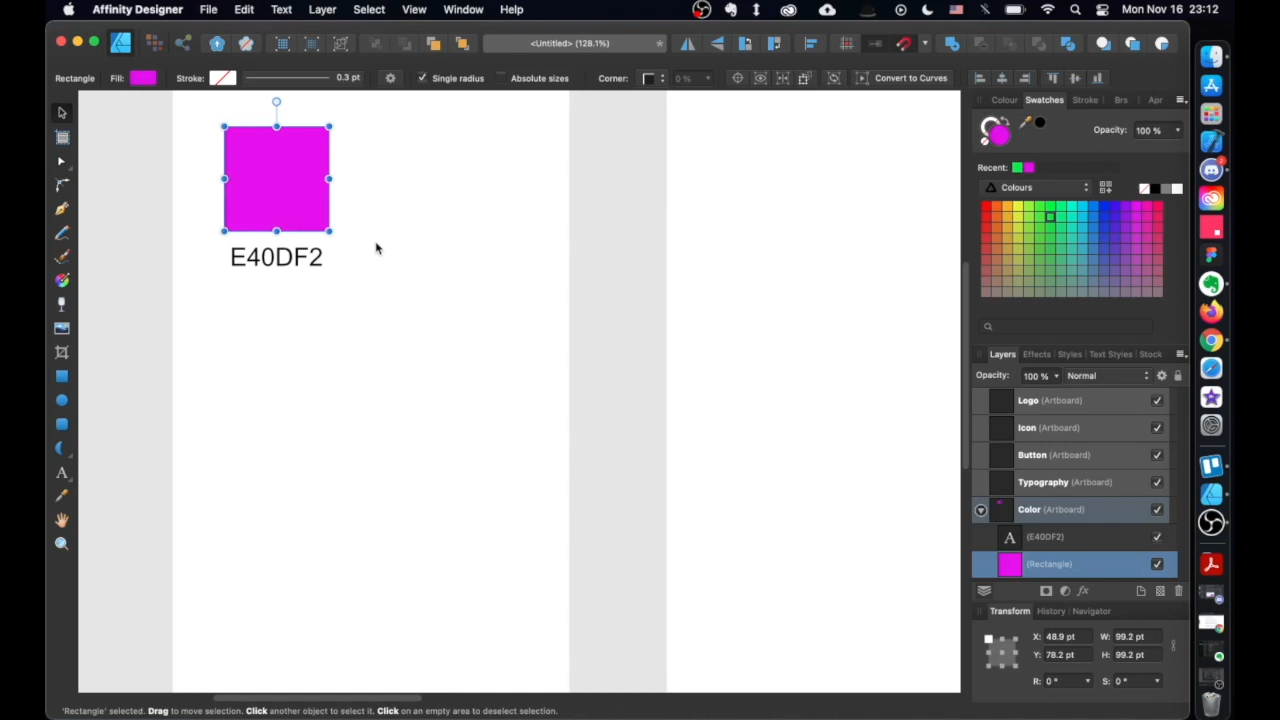 Affinity Designer File Edit Text Layer Select View Window Help Mon Nov 16 23:12
<Untitled> (128.1%)
Rectangle Fill: Stroke: 0.3 pt Single radius Absolute sizes Corner: 0 % Convert to Curves
Colour Swatches Stroke Brs Apr
Opacity: 100 %
Recent:
Colours
E40DF2
Layers Effects Styles Text Styles Stock
Opacity: 100 % Normal
Logo (Artboard)
Icon (Artboard)
Button (Artboard)
Typography (Artboard)
Color (Artboard)
A (E40DF2)
(Rectangle)
Transform History Navigator
X: 48.9 pt W: 99.2 pt
Y: 78.2 pt H: 99.2 pt
R: 0 ° S: 0 °
'Rectangle' selected. Drag to move selection. Click another object to select it. Click on an empty area to deselect selection.